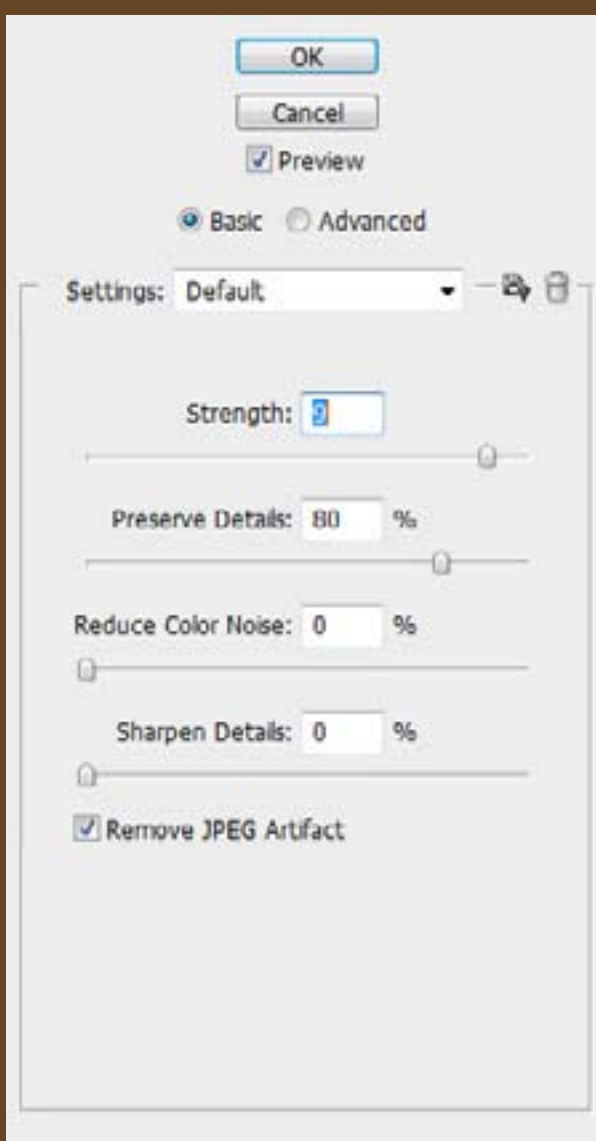 OK
Cancel
Preview
Basic Advanced
Settings: Default
Strength: 9
Preserve Details: 80 %
Reduce Color Noise: 0 %
Sharpen Details: 0 %
Remove JPEG Artifact